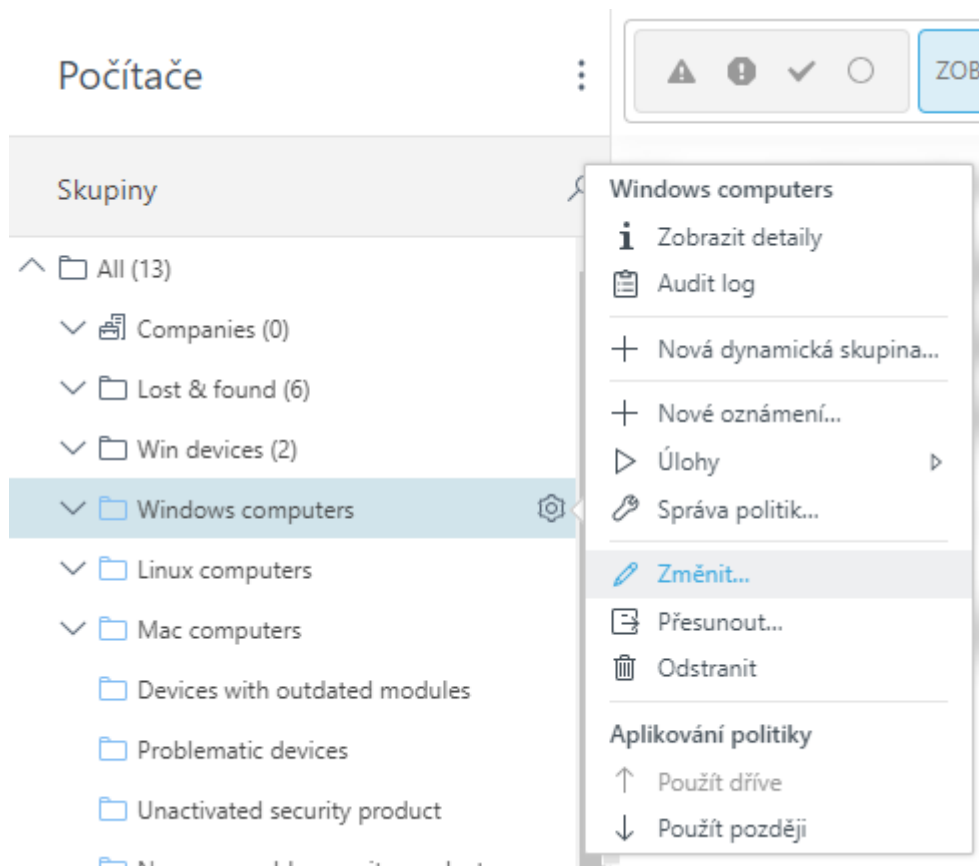 Počítače
ZOB
Skupiny
All (13)
Companies (0)
Lost & found (6)
Win devices (2)
Windows computers
Linux computers
Mac computers
Devices with outdated modules
Problematic devices
Unactivated security product
Windows computers
Zobrazit detaily
Audit log
Nová dynamická skupina...
Nové oznámení...
Úlohy
Správa politik...
Změnit...
Přesunout...
Odstranit
Aplikování politiky
Použít dříve
Použít později